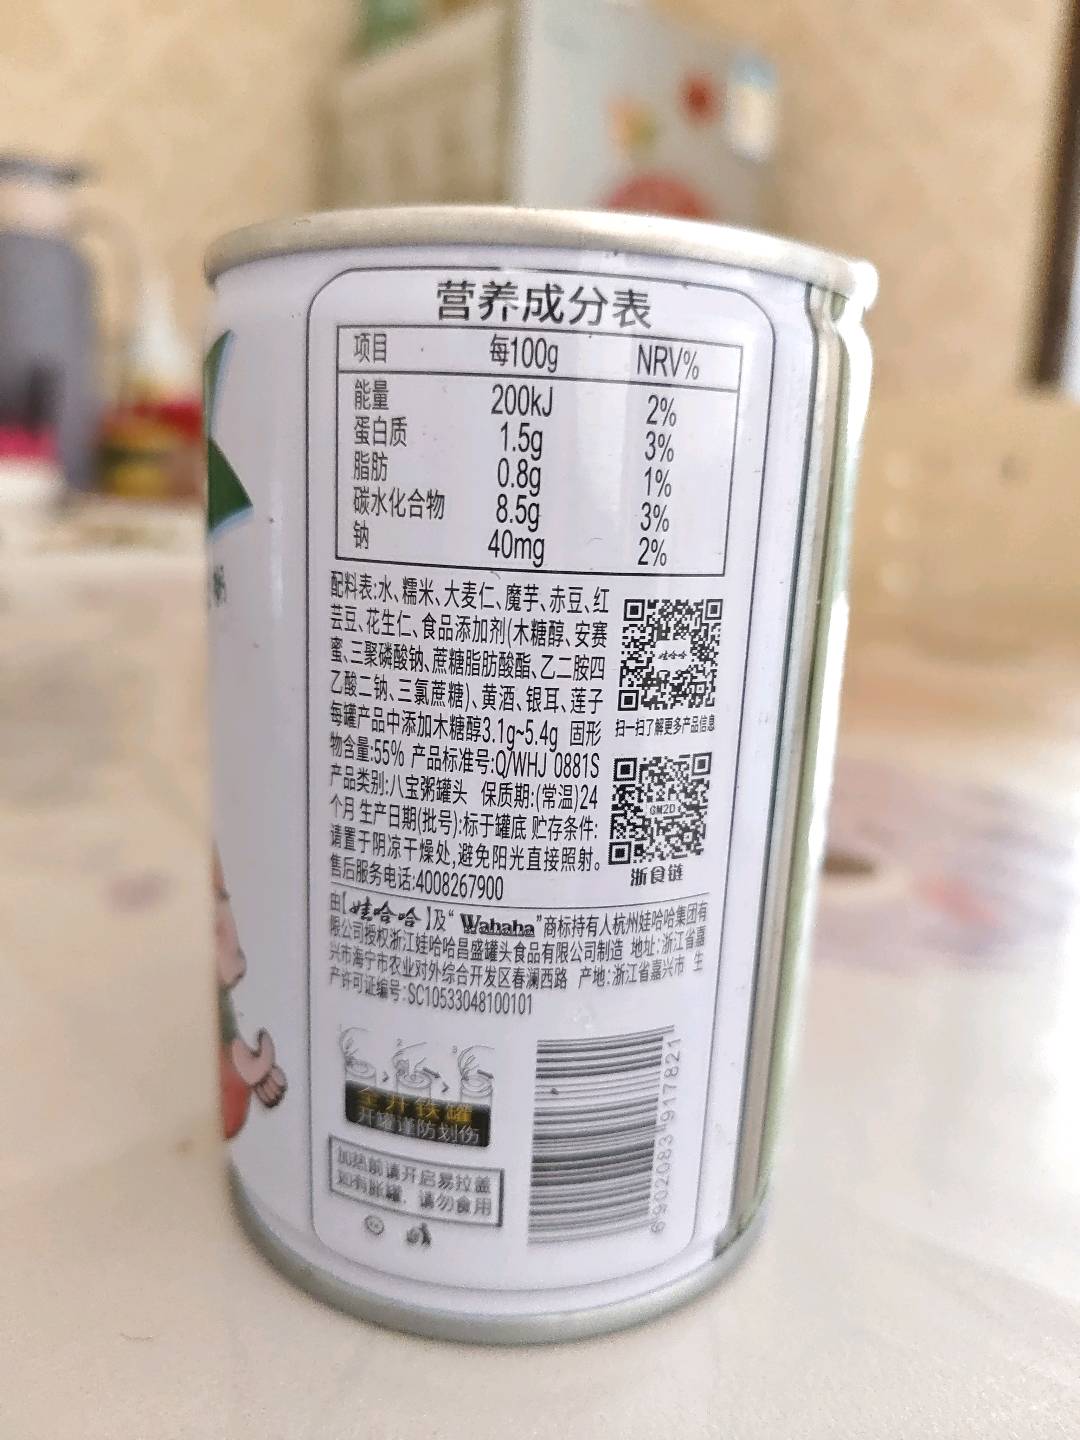 营养成分表
项目 每100g NRV%
能量 200kJ 2%
蛋白质 1.5g 3%
脂肪 0.8g 1%
碳水化合物 8.5g 3%
钠 40mg 2%
配料表:水、糯米、大麦仁、魔芋、赤豆、红
芸豆、花生仁、食品添加剂(木糖醇、安赛
蜜、三聚磷酸钠、蔗糖脂肪酸酯、乙二胺四
乙酸二钠、三氯蔗糖)、黄酒、银耳、莲子
每罐产品中添加木糖醇3.1g~5.4g 固形
物含量:55% 产品标准号:Q/WHJ 0881S
产品类别:八宝粥罐头 保质期:(常温)24
个月 生产日期(批号):标于罐底 贮存条件:
请置于阴凉干燥处,避免阳光直接照射。
售后服务电话:4008267900
娃哈哈
扫一扫了解更多产品信息
GM2D
浙食链
由【娃哈哈】及“Wahaha”商标持有人杭州娃哈哈集团有
限公司授权浙江娃哈哈昌盛罐头食品有限公司制造 地址:浙江省嘉
兴市海宁市农业对外综合开发区春澜西路 产地:浙江省嘉兴市 生
产许可证编号:SC10533048100101
2 3
全开铁罐
开罐谨防划伤
加热前请开启易拉盖
如有胀罐，请勿食用
6902083917821